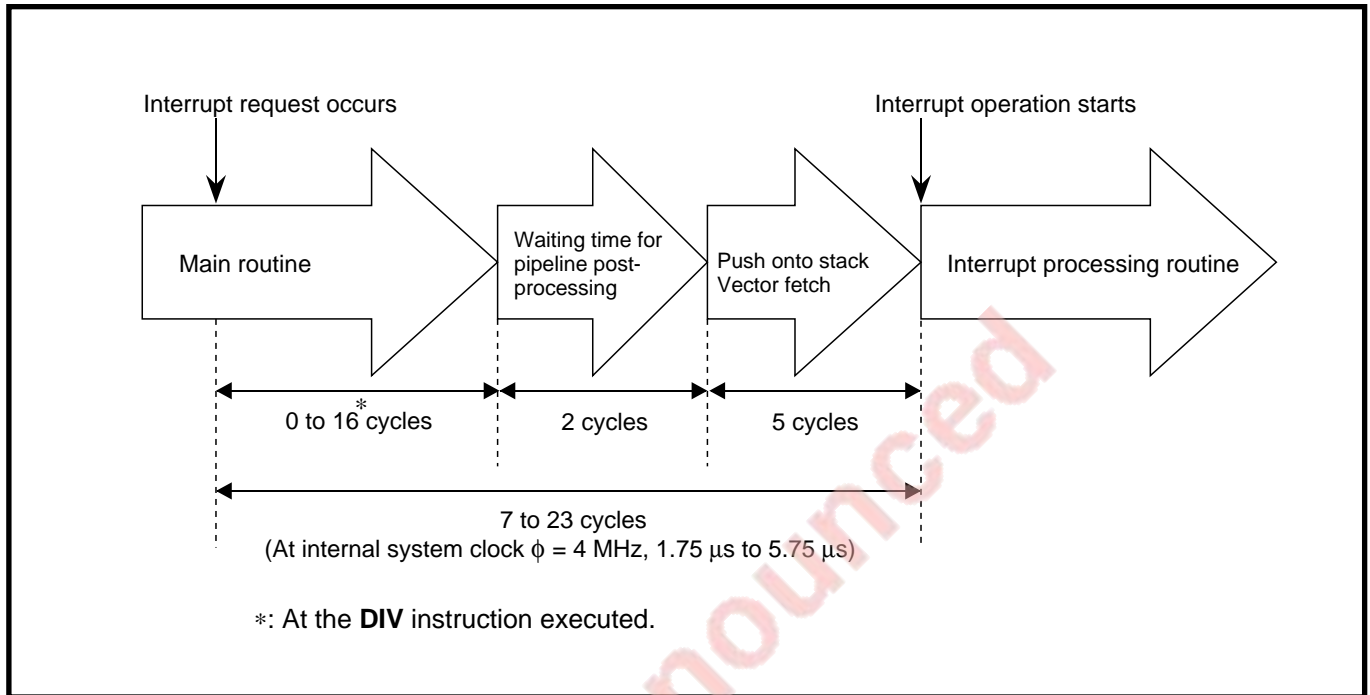 Interrupt request occurs
Interrupt operation starts
Main routine
Waiting time for
pipeline post-
processing
Push onto stack
Vector fetch
Interrupt processing routine
0 to 16* cycles
2 cycles
5 cycles
7 to 23 cycles
(At internal system clock ϕ = 4 MHz, 1.75 μs to 5.75 μs)
*: At the DIV instruction executed.
nounced